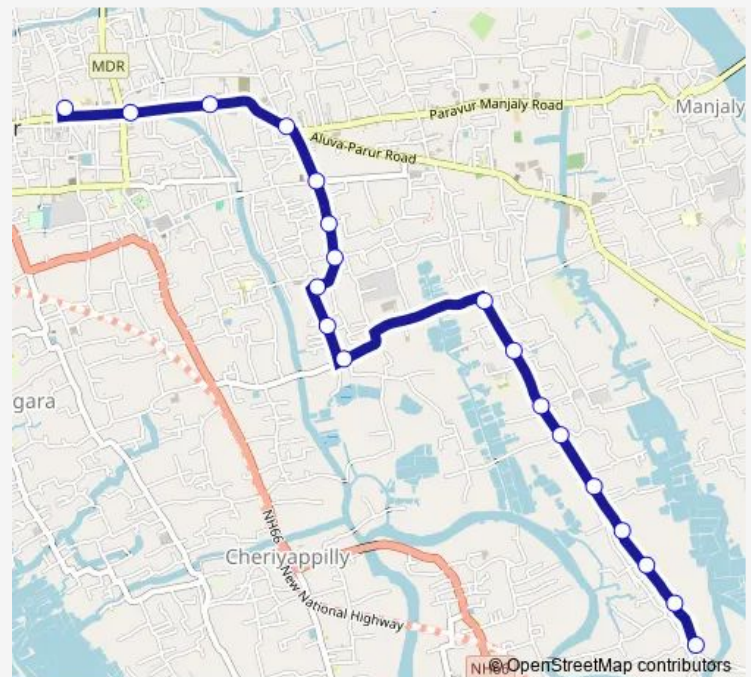 MDR
Paravur Manjaly Road
Manjaly
r
Aluva-Parur Road
gara
NH66 - New National Highway
Cheriyappilly
NH66
© OpenStreetMap contributors